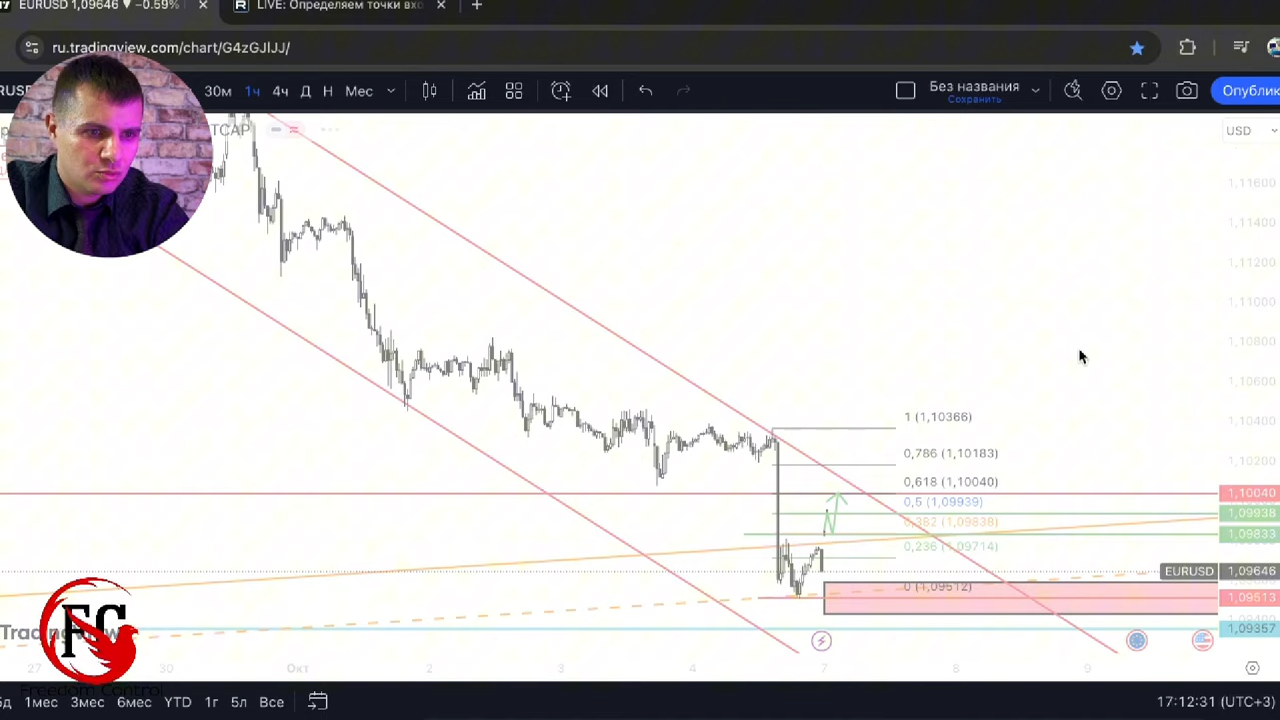 EURUSD 1,09646 ▼ −0.59%
LIVE: Определяем точки вхо
ru.tradingview.com/chart/G4zGJlJJ/
30м 1ч 4ч Д Н Мес
Без названия
Сохранить
USD
1,11600
1,11400
1,11200
1,11000
1,10800
1,10600
1,10400
1,10200
1 (1,10366)
0,786 (1,10183)
0,618 (1,10040)
1,10040
0,5 (1,09939)
1,09938
0,382 (1,09838)
1,09833
0,236 (1,09714)
EURUSD 1,09646
0 (1,09512)
1,09513
1,09357
FC
Freedom Control
27 30 Окт 2 3 4 7 8 9
1мес 3мес 6мес YTD 1г 5л Все
17:12:31 (UTC+3)